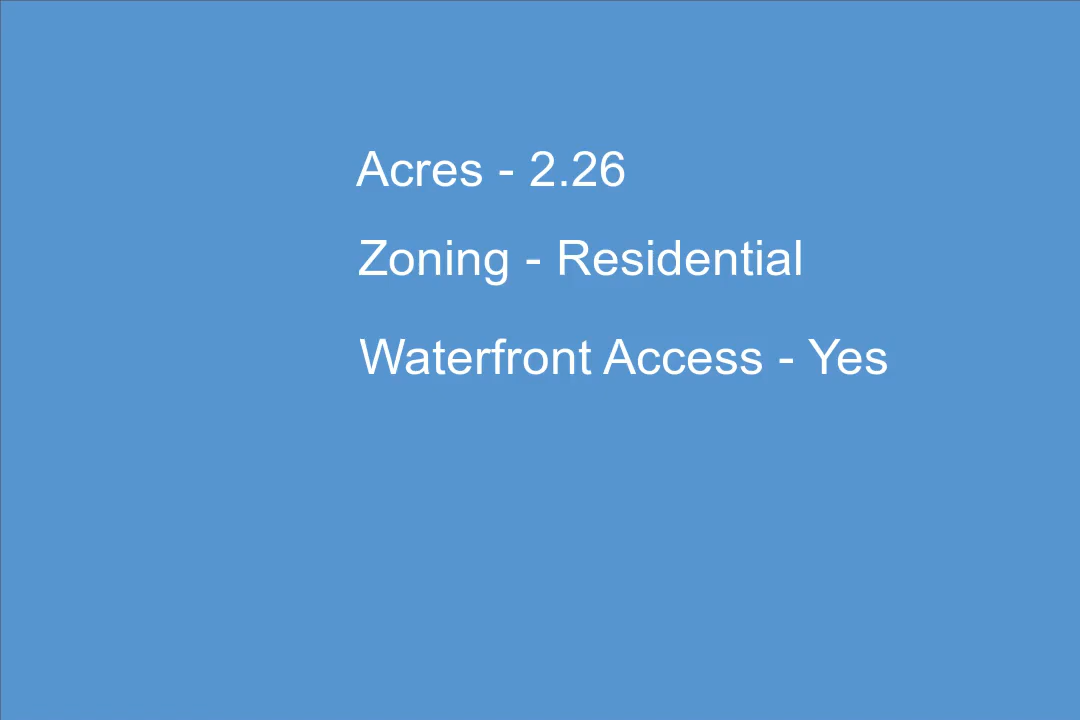 Acres - 2.26
Zoning - Residential
Waterfront Access - Yes